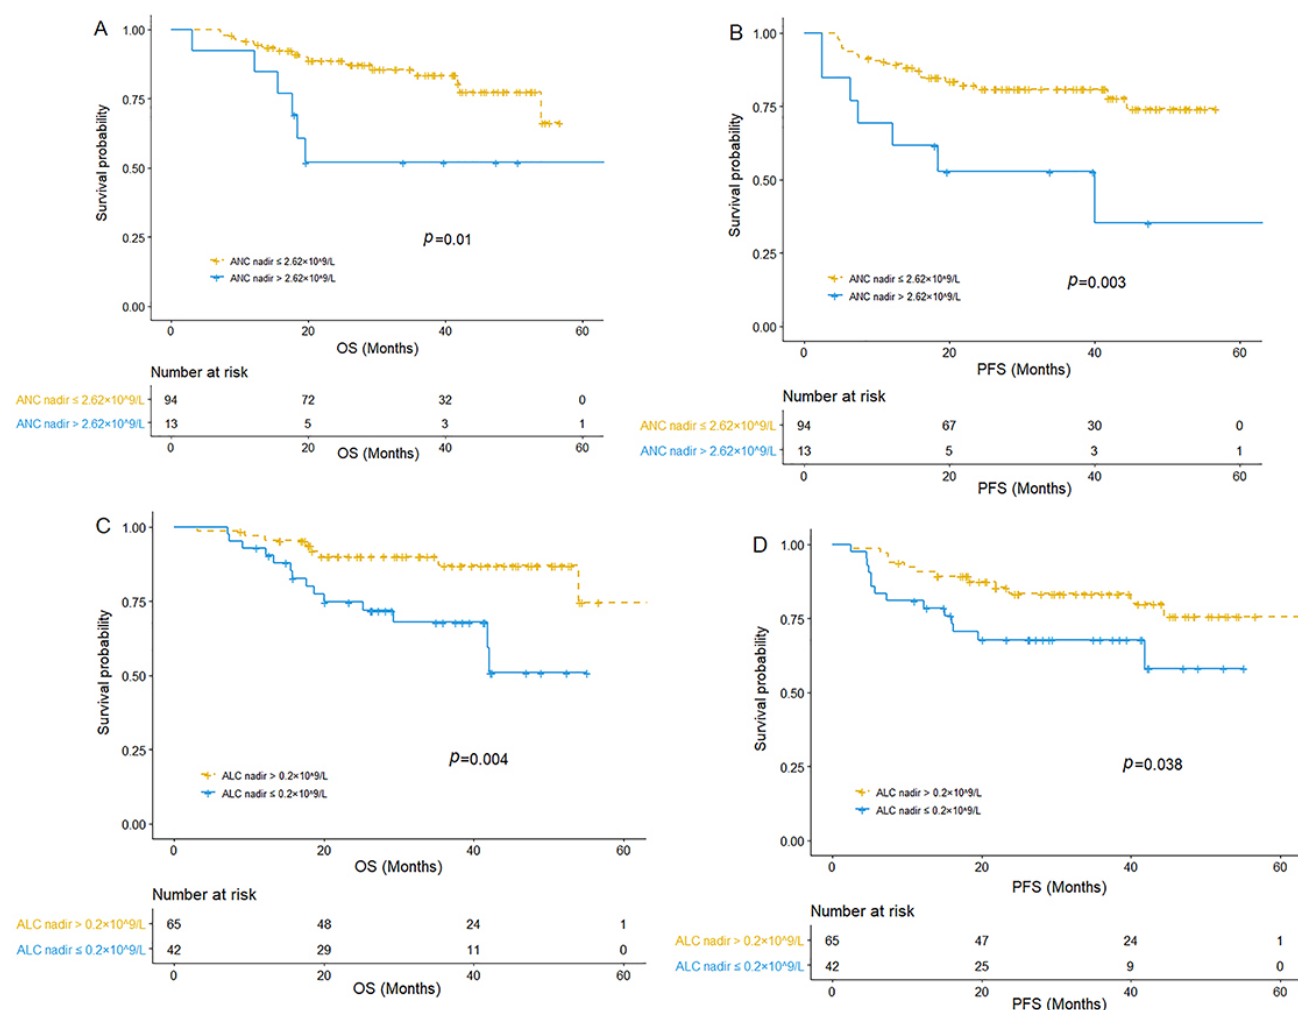 A
Survival probability
1.00
0.75
0.50
0.25
0.00
p=0.01
ANC nadir ≤ 2.62×10^9/L
ANC nadir > 2.62×10^9/L
0 20 40 60
OS (Months)
Number at risk
ANC nadir ≤ 2.62×10^9/L 94 72 32 0
ANC nadir > 2.62×10^9/L 13 5 3 1
0 20 40 60
OS (Months)
B
Survival probability
1.00
0.75
0.50
0.25
0.00
p=0.003
ANC nadir ≤ 2.62×10^9/L
ANC nadir > 2.62×10^9/L
0 20 40 60
PFS (Months)
Number at risk
ANC nadir ≤ 2.62×10^9/L 94 67 30 0
ANC nadir > 2.62×10^9/L 13 5 3 1
0 20 40 60
PFS (Months)
C
Survival probability
1.00
0.75
0.50
0.25
0.00
p=0.004
ALC nadir > 0.2×10^9/L
ALC nadir ≤ 0.2×10^9/L
0 20 40 60
OS (Months)
Number at risk
ALC nadir > 0.2×10^9/L 65 48 24 1
ALC nadir ≤ 0.2×10^9/L 42 29 11 0
0 20 40 60
OS (Months)
D
Survival probability
1.00
0.75
0.50
0.25
0.00
p=0.038
ALC nadir > 0.2×10^9/L
ALC nadir ≤ 0.2×10^9/L
0 20 40 60
PFS (Months)
Number at risk
ALC nadir > 0.2×10^9/L 65 47 24 1
ALC nadir ≤ 0.2×10^9/L 42 25 9 0
0 20 40 60
PFS (Months)